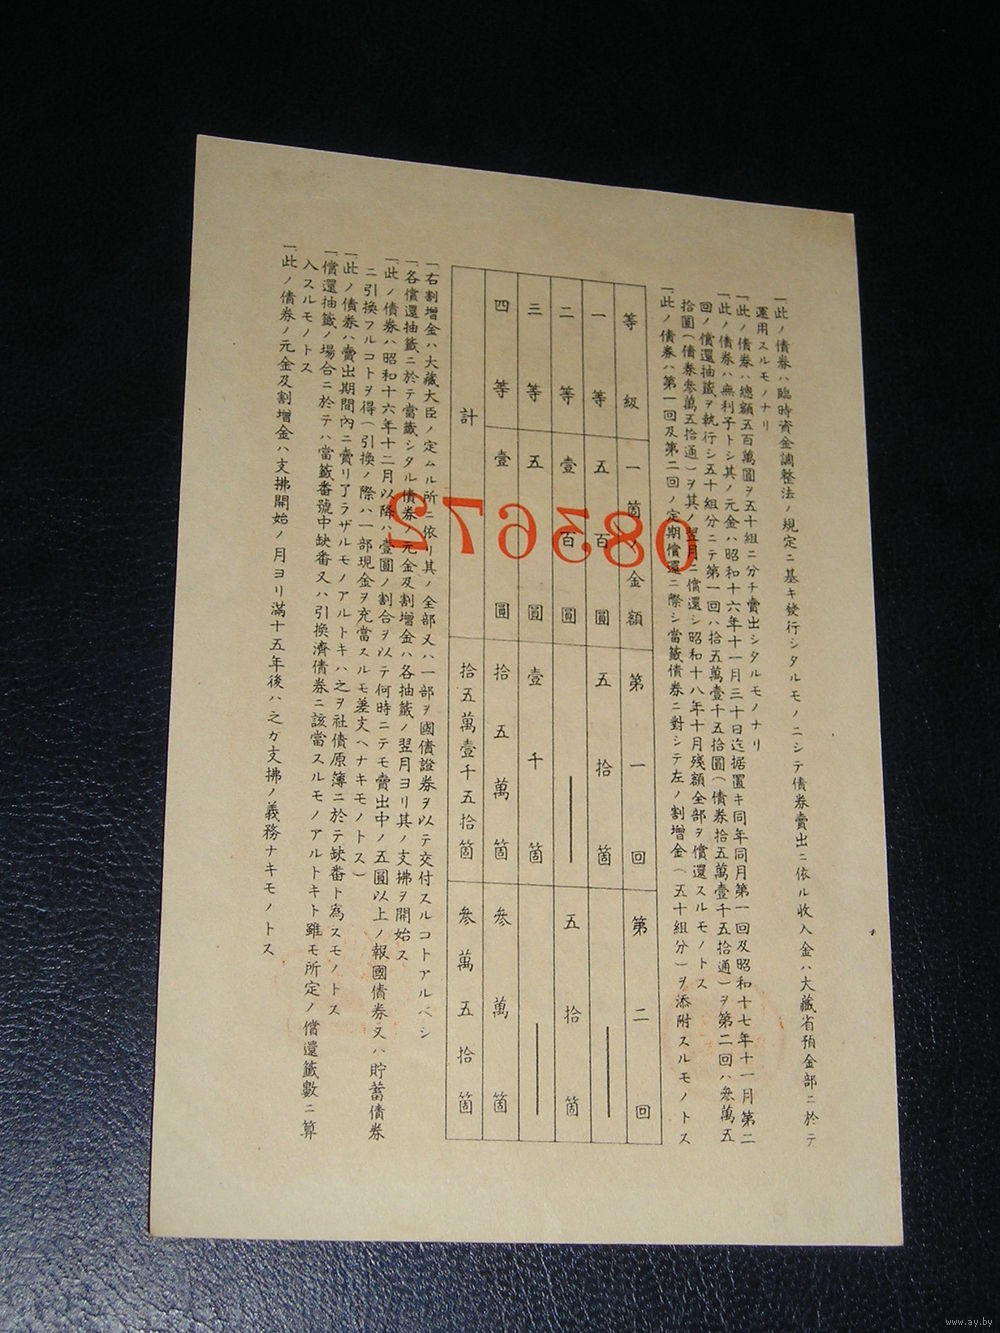 一、此ノ債券ハ臨時資金調整法ノ規定ニ基キ發行シタルモノニシテ債券賣出ニ依ル收入金ハ大藏省預金部ニ於テ
運用スルモノナリ
一、此ノ債券ハ總額五百萬圓ヲ五十組ニ分チ賣出シタルモノナリ
一、此ノ債券ハ無利子トシ其ノ元金ハ昭和十六年十一月三十日迄据置キ同年同月第一回及昭和十七年十一月第二
回ノ償還抽籤ヲ執行シ五十組分ニテ第一回ハ拾五萬壹千五拾圓(債券拾五萬壹千五拾通)ヲ第二回ハ參萬五
拾圓(債券參萬五拾通)ヲ其ノ翌月ニ償還シ昭和十八年十月殘額全部ヲ償還スルモノトス
一、此ノ債券ハ第一回及第二回ノ定期償還ニ際シ當籤債券ニ對シテ左ノ割增金(五十組分)ヲ添附スルモノトス
等級 一箇ノ金額 第一回 第二回
一等 五百圓 五拾箇 ——
二等 壹百圓 —— 五拾箇
三等 五圓 壹千箇 ——
四等 壹圓 拾五萬箇 參萬箇
計 拾五萬壹千五拾箇 參萬五拾箇
一、右割增金ハ大藏大臣ノ定ムル所ニ依リ其ノ全部又ハ一部ヲ國債證券ヲ以テ交付スルコトアルベシ
一、各償還抽籤ニ於テ當籤シタル債券ノ元金及割增金ハ各抽籤ノ翌月ヨリ其ノ支拂ヲ開始ス
一、此ノ債券ハ昭和十六年十二月以降ハ壹圓ノ割合ヲ以テ何時ニテモ賣出中ノ五圓以上ノ報國債券又ハ貯蓄債券
ニ引換フルコトヲ得(引換ノ際ハ一部現金ヲ充當スルモ差支ヘナキモノトス)
一、此ノ債券ハ賣出期間內ニ賣リ了ラザルモノアルトキハ之ヲ社債原簿ニ於テ缺番ト爲スモノトス
一、償還抽籤ノ場合ニ於テハ當籤番號中缺番又ハ引換濟債券ニ該當スルモノアルトキト雖モ所定ノ償還籤數ニ算
入スルモノトス
一、此ノ債券ノ元金及割增金ハ支拂開始ノ月ヨリ滿十五年後ハ之ガ支拂ノ義務ナキモノトス
083672
www.ay.by